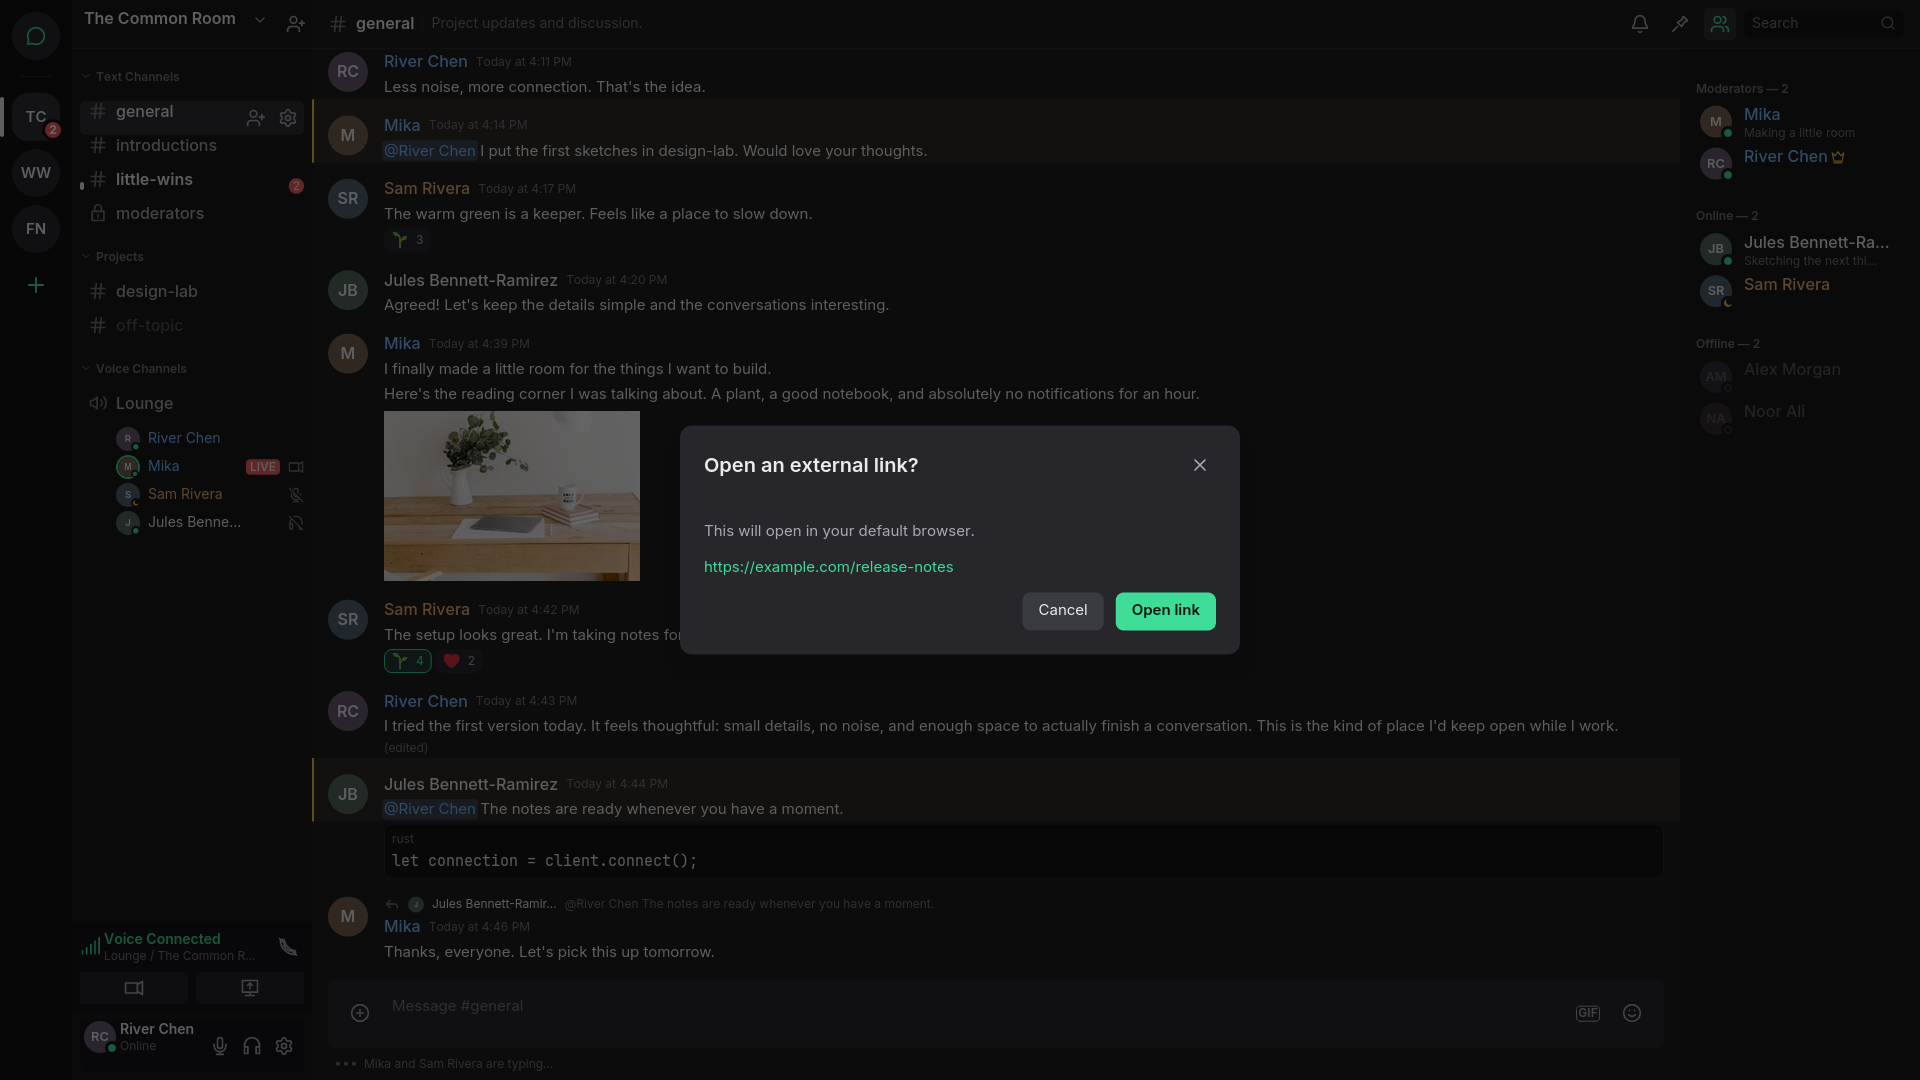 The Common Room
Text Channels
general
introductions
little-wins
2
moderators
Projects
design-lab
off-topic
Voice Channels
Lounge
R
River Chen
M
Mika
LIVE
S
Sam Rivera
J
Jules Benne...
TC
2
WW
FN
Voice Connected
Lounge / The Common R...
RC
River Chen
Online
general
Project updates and discussion.
Search
RC
River Chen Today at 4:11 PM
Less noise, more connection. That's the idea.
M
Mika Today at 4:14 PM
@River Chen I put the first sketches in design-lab. Would love your thoughts.
SR
Sam Rivera Today at 4:17 PM
The warm green is a keeper. Feels like a place to slow down.
3
JB
Jules Bennett-Ramirez Today at 4:20 PM
Agreed! Let's keep the details simple and the conversations interesting.
M
Mika Today at 4:39 PM
I finally made a little room for the things I want to build.
Here's the reading corner I was talking about. A plant, a good notebook, and absolutely no notifications for an hour.
SR
Sam Rivera Today at 4:42 PM
The setup looks great. I'm taking notes for
4
2
RC
River Chen Today at 4:43 PM
I tried the first version today. It feels thoughtful: small details, no noise, and enough space to actually finish a conversation. This is the kind of place I'd keep open while I work.
(edited)
JB
Jules Bennett-Ramirez Today at 4:44 PM
@River Chen The notes are ready whenever you have a moment.
rust
let connection = client.connect();
J
Jules Bennett-Ramir... @River Chen The notes are ready whenever you have a moment.
M
Mika Today at 4:46 PM
Thanks, everyone. Let's pick this up tomorrow.
Message #general
GIF
Mika and Sam Rivera are typing...
Open an external link?
This will open in your default browser.
https://example.com/release-notes
Cancel
Open link
Moderators — 2
M
Mika
Making a little room
RC
River Chen
Online — 2
JB
Jules Bennett-Ra...
Sketching the next thi...
SR
Sam Rivera
Offline — 2
AM
Alex Morgan
NA
Noor Ali